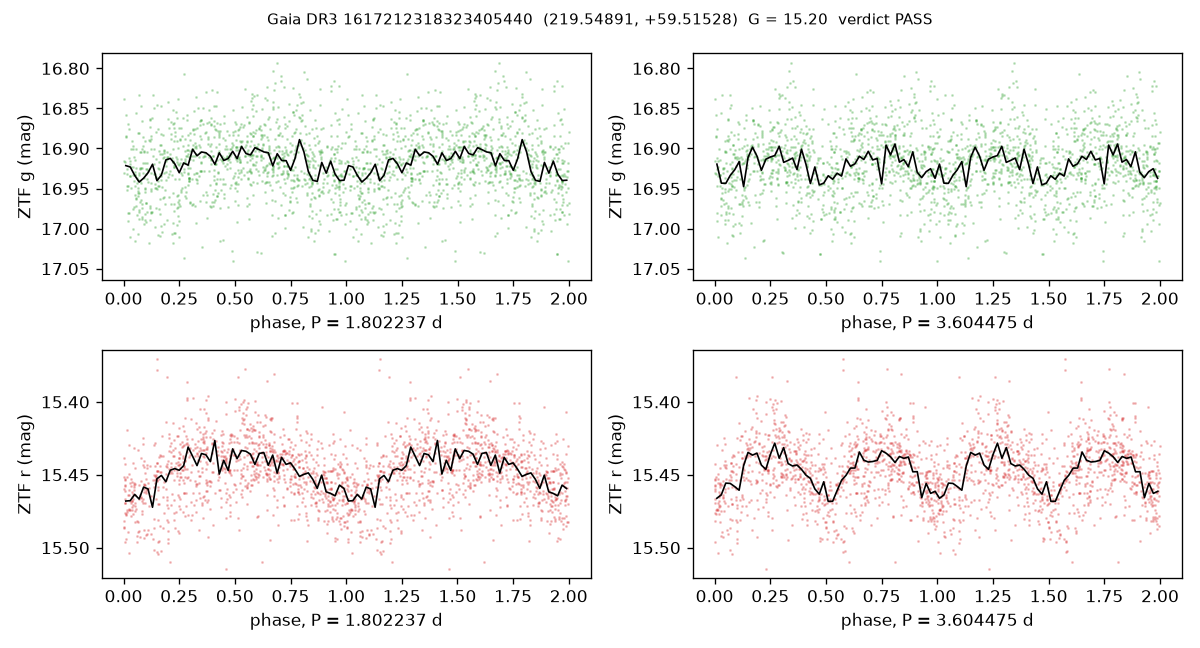 Gaia DR3 1617212318323405440 (219.54891, +59.51528) G = 15.20 verdict PASS
ZTF g (mag)
16.80
16.85
16.90
16.95
17.00
17.05
0.00 0.25 0.50 0.75 1.00 1.25 1.50 1.75 2.00
phase, P = 1.802237 d
ZTF g (mag)
16.80
16.85
16.90
16.95
17.00
17.05
0.00 0.25 0.50 0.75 1.00 1.25 1.50 1.75 2.00
phase, P = 3.604475 d
ZTF r (mag)
15.40
15.45
15.50
0.00 0.25 0.50 0.75 1.00 1.25 1.50 1.75 2.00
phase, P = 1.802237 d
ZTF r (mag)
15.40
15.45
15.50
0.00 0.25 0.50 0.75 1.00 1.25 1.50 1.75 2.00
phase, P = 3.604475 d